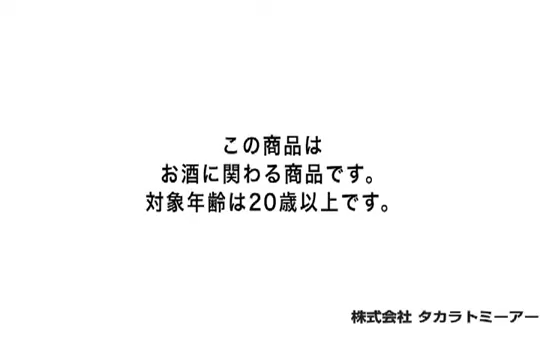 この商品は
お酒に関わる商品です。
対象年齢は20歳以上です。
株式会社 タカラトミーアーツ